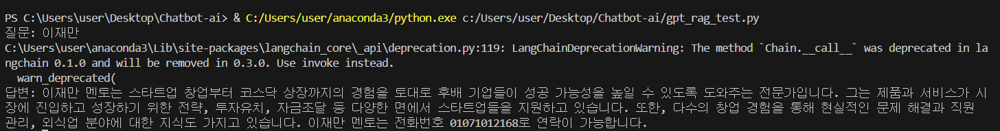 PS C:\Users\user\Desktop\Chatbot-ai> & C:/Users/user/anaconda3/python.exe c:/Users/user/Desktop/Chatbot-ai/gpt_rag_test.py
질문: 이재만
C:\Users\user\anaconda3\Lib\site-packages\langchain_core\_api\deprecation.py:119: LangChainDeprecationWarning: The method `Chain.__call__` was deprecated in la
ngchain 0.1.0 and will be removed in 0.3.0. Use invoke instead.
  warn_deprecated(
답변: 이재만 멘토는 스타트업 창업부터 코스닥 상장까지의 경험을 토대로 후배 기업들이 성공 가능성을 높일 수 있도록 도와주는 전문가입니다. 그는 제품과 서비스가 시
장에 진입하고 성장하기 위한 전략, 투자유치, 자금조달 등 다양한 면에서 스타트업들을 지원하고 있습니다. 또한, 다수의 창업 경험을 통해 현실적인 문제 해결과 직원
관리, 외식업 분야에 대한 지식도 가지고 있습니다. 이재만 멘토는 전화번호 01071012168로 연락이 가능합니다.